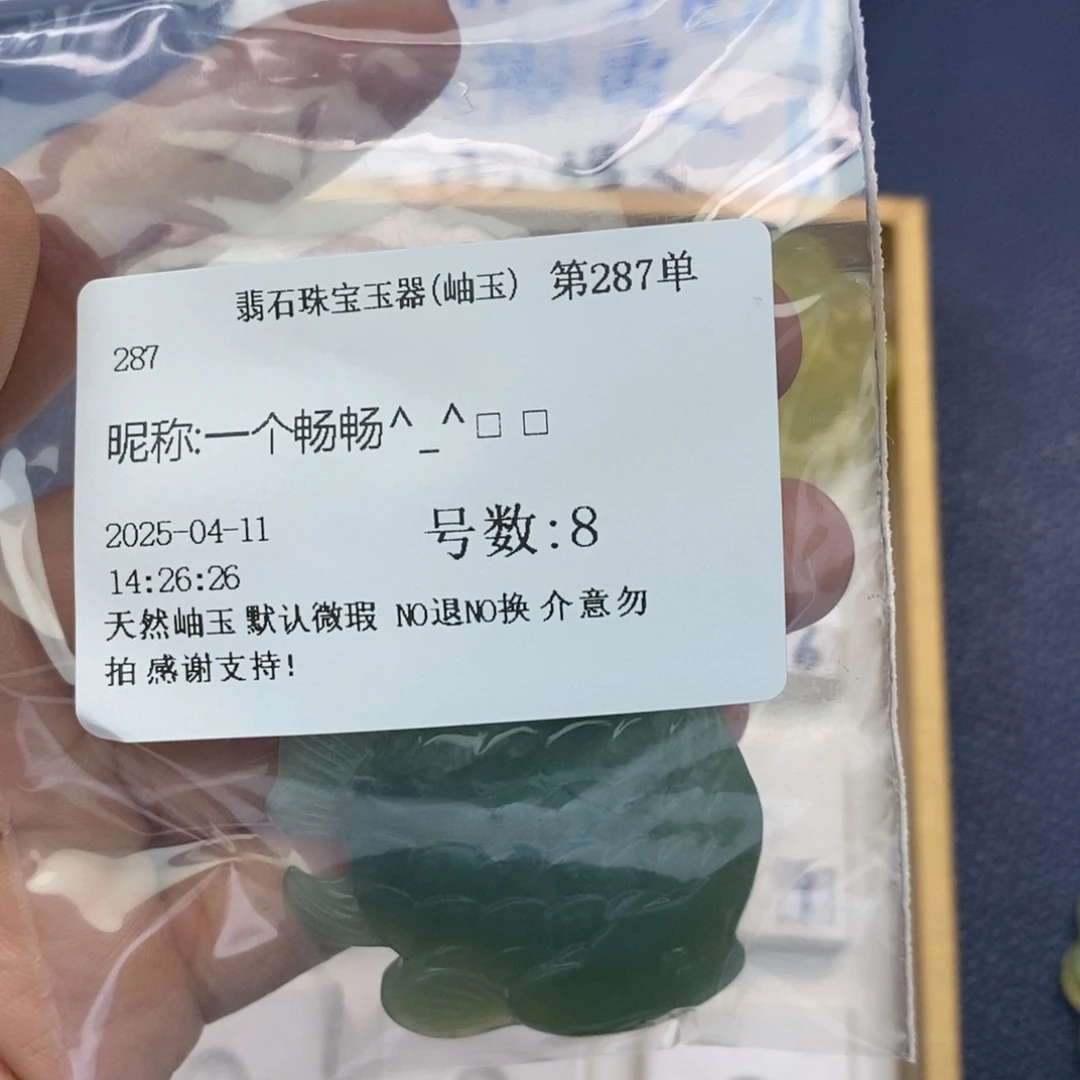 翡石珠宝玉器(岫玉) 第287单
287
昵称:一个畅畅^_^□ □
2025-04-11 号数:8
14:26:26
天然岫玉 默认微瑕 NO退NO换 介意勿
拍 感谢支持!
6
1